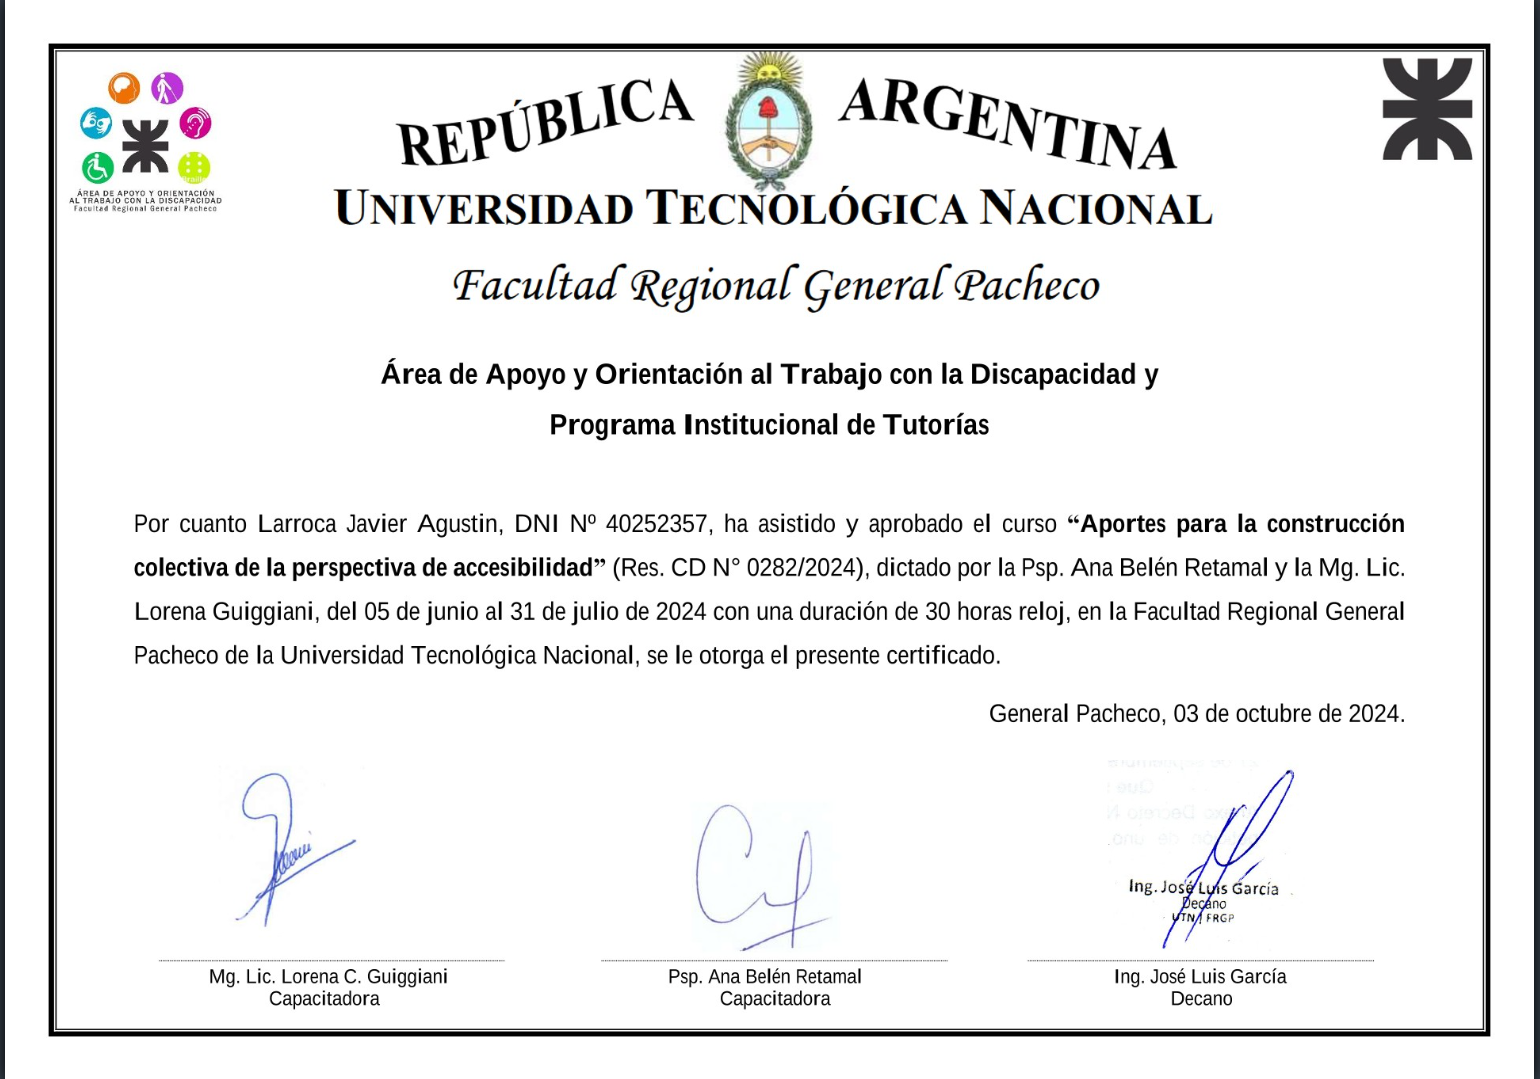 REPÚBLICA ARGENTINA
ÁREA DE APOYO Y ORIENTACIÓN
AL TRABAJO CON LA DISCAPACIDAD
Facultad Regional General Pacheco
UNIVERSIDAD TECNOLÓGICA NACIONAL
Facultad Regional General Pacheco
Área de Apoyo y Orientación al Trabajo con la Discapacidad y
Programa Institucional de Tutorías
Por cuanto Larroca Javier Agustin, DNI Nº 40252357, ha asistido y aprobado el curso “Aportes para la construcción
colectiva de la perspectiva de accesibilidad” (Res. CD N° 0282/2024), dictado por la Psp. Ana Belén Retamal y la Mg. Lic.
Lorena Guiggiani, del 05 de junio al 31 de julio de 2024 con una duración de 30 horas reloj, en la Facultad Regional General
Pacheco de la Universidad Tecnológica Nacional, se le otorga el presente certificado.
General Pacheco, 03 de octubre de 2024.
Ing. José Luis García
Decano
UTN FRGP
Mg. Lic. Lorena C. Guiggiani
Capacitadora
Psp. Ana Belén Retamal
Capacitadora
Ing. José Luis García
Decano